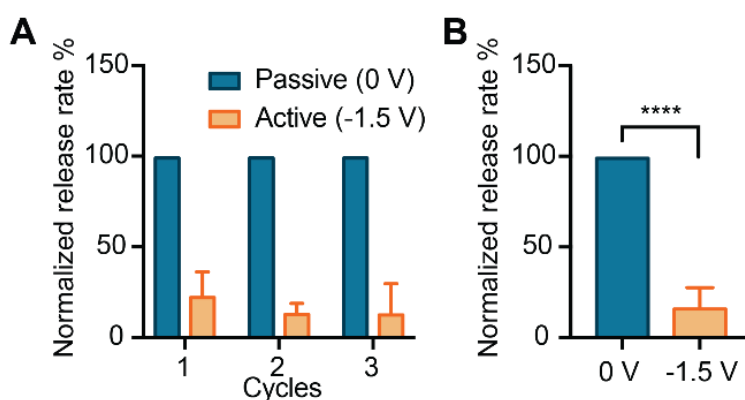 A
Normalized release rate %
150
100
50
0
Passive (0 V)
Active (-1.5 V)
1 2 3
Cycles
B
Normalized release rate %
150
100
50
0
****
0 V -1.5 V